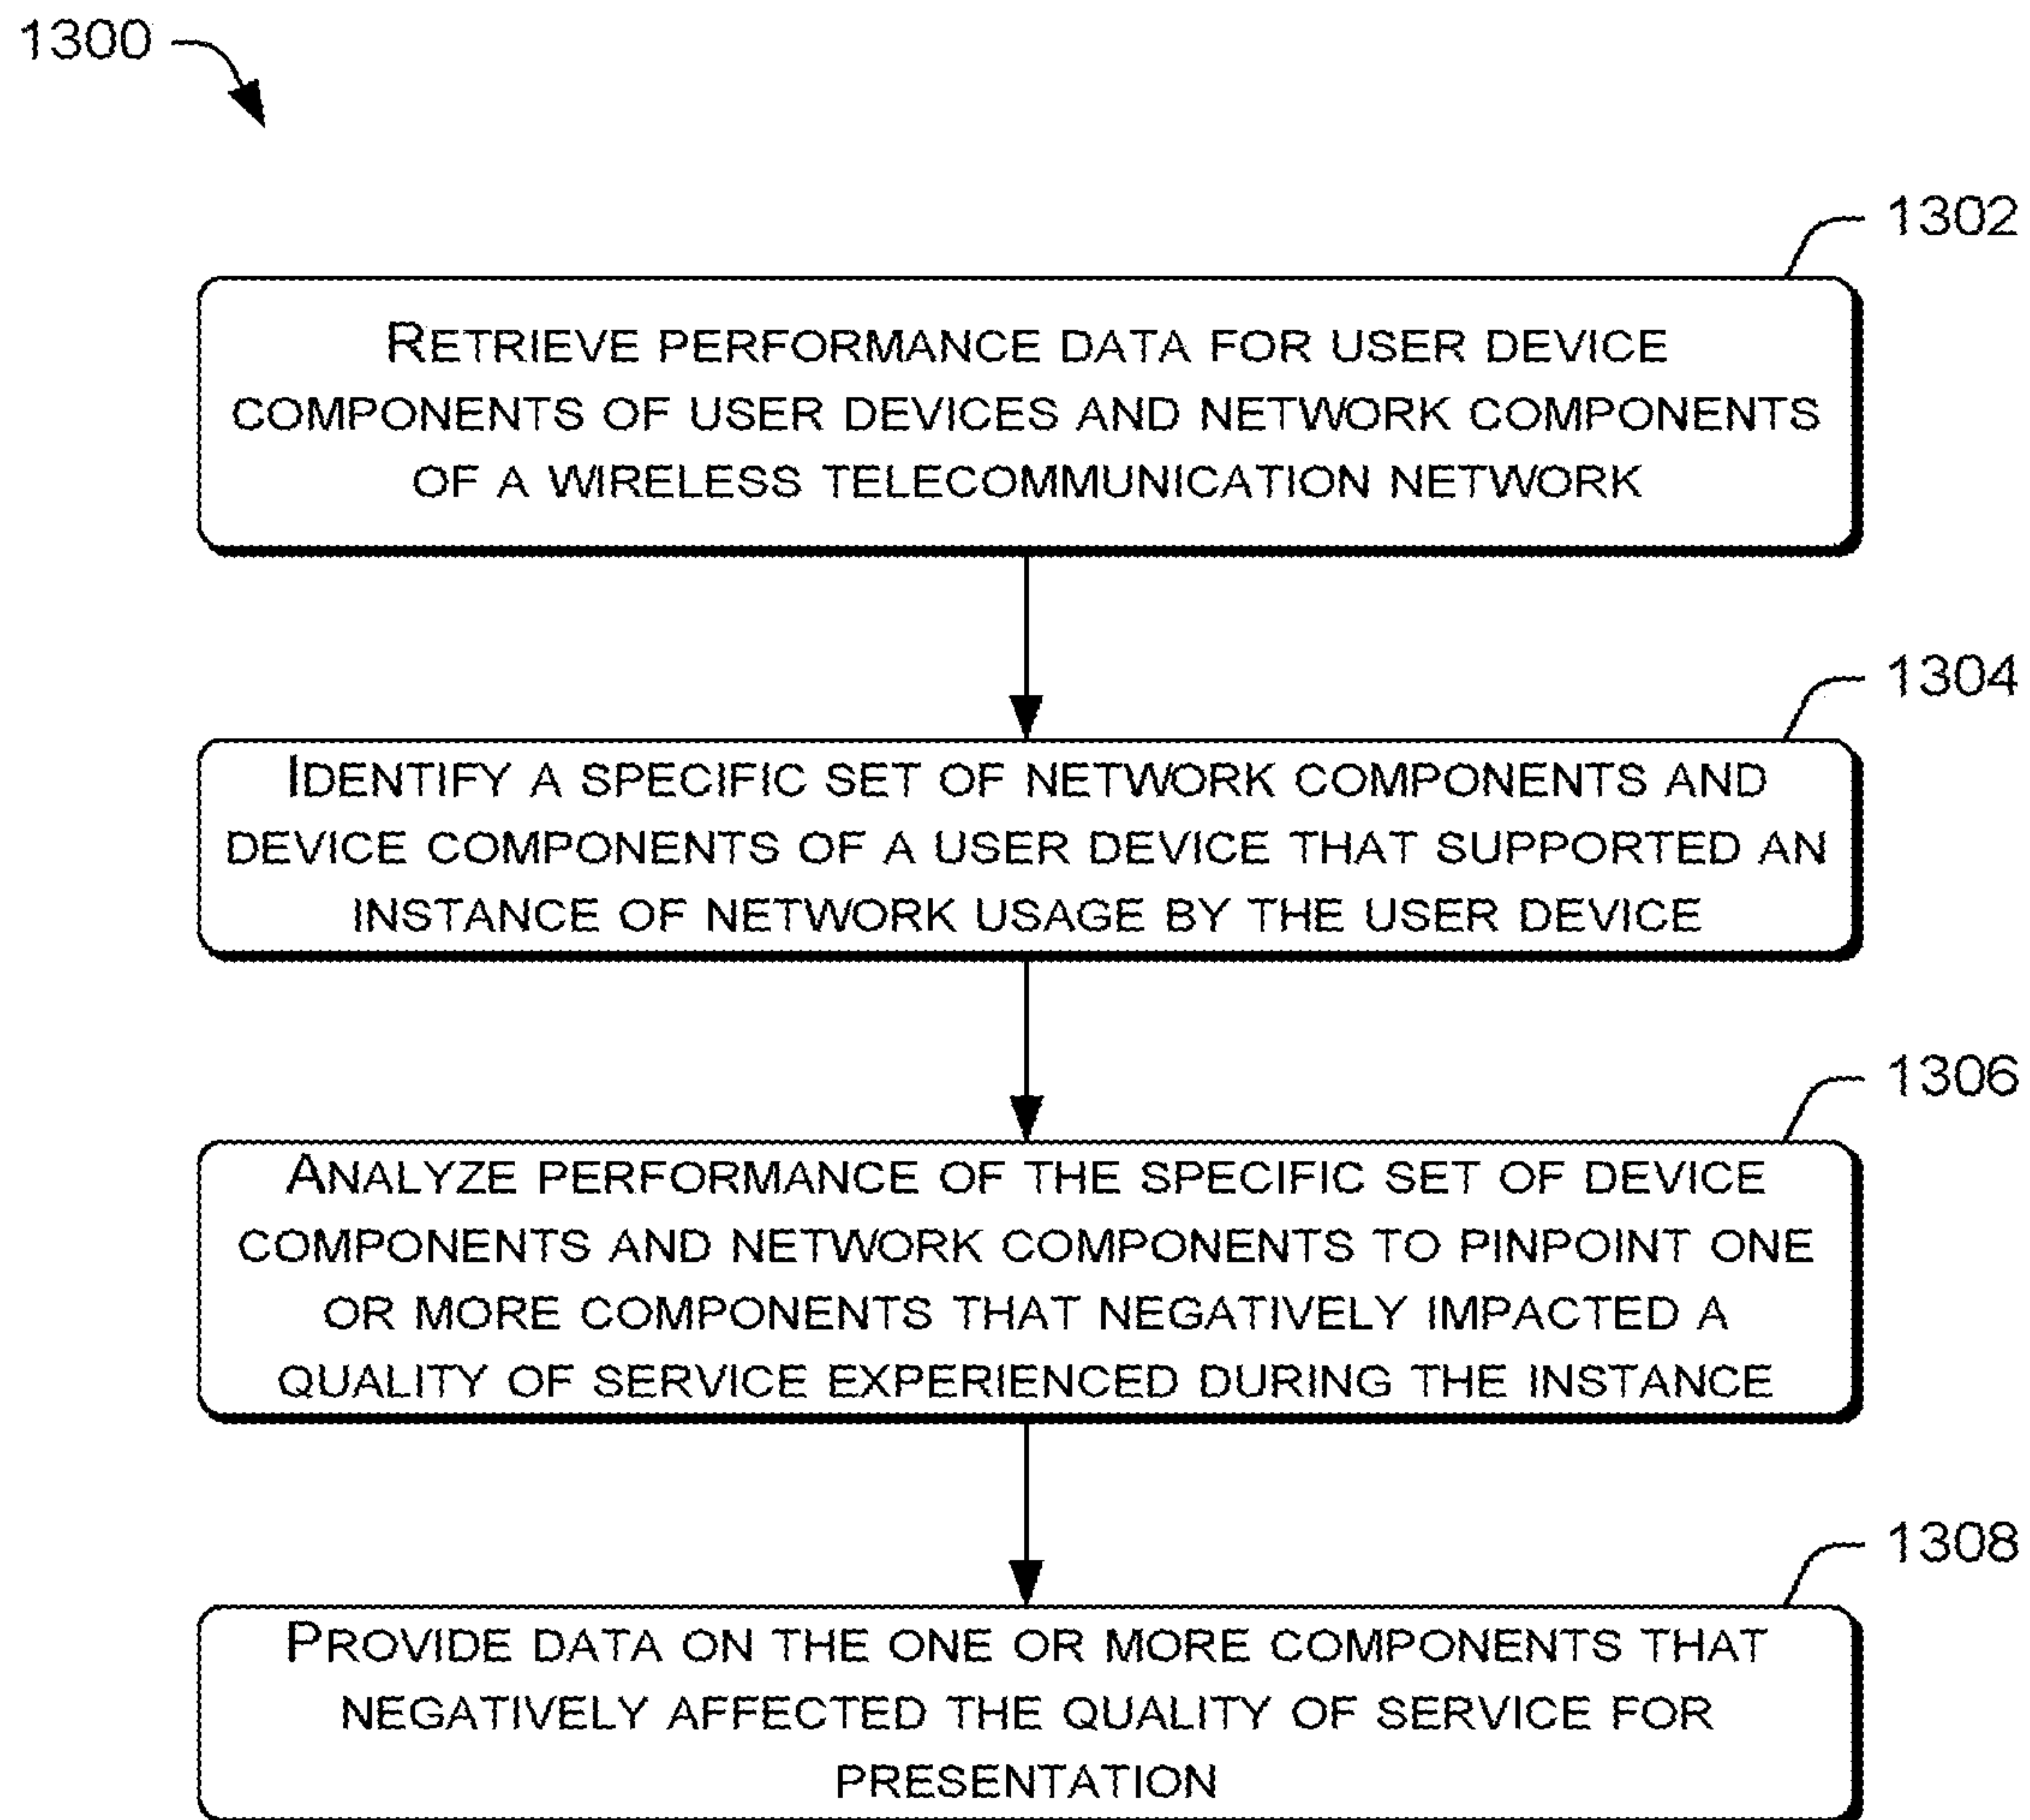 1300
1302
RETRIEVE PERFORMANCE DATA FOR USER DEVICE
COMPONENTS OF USER DEVICES AND NETWORK COMPONENTS
OF A WIRELESS TELECOMMUNICATION NETWORK
1304
IDENTIFY A SPECIFIC SET OF NETWORK COMPONENTS AND
DEVICE COMPONENTS OF A USER DEVICE THAT SUPPORTED AN
INSTANCE OF NETWORK USAGE BY THE USER DEVICE
1306
ANALYZE PERFORMANCE OF THE SPECIFIC SET OF DEVICE
COMPONENTS AND NETWORK COMPONENTS TO PINPOINT ONE
OR MORE COMPONENTS THAT NEGATIVELY IMPACTED A
QUALITY OF SERVICE EXPERIENCED DURING THE INSTANCE
1308
PROVIDE DATA ON THE ONE OR MORE COMPONENTS THAT
NEGATIVELY AFFECTED THE QUALITY OF SERVICE FOR
PRESENTATION